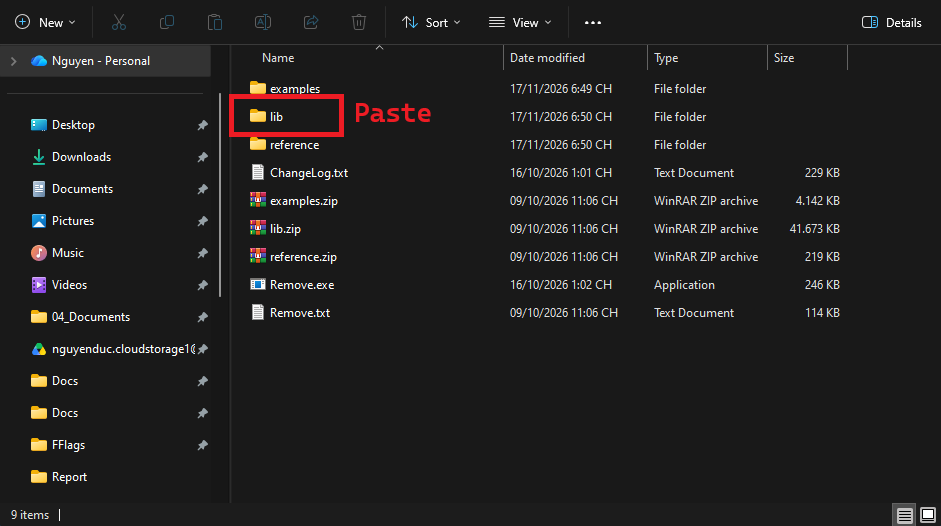 New Sort View ••• Details
Nguyen - Personal
Desktop
Downloads
Documents
Pictures
Music
Videos
04_Documents
nguyenduc.cloudstorage1@
Docs
Docs
FFlags
Report
Name Date modified Type Size
examples 17/11/2026 6:49 CH File folder
lib 17/11/2026 6:50 CH File folder
Paste
reference 17/11/2026 6:50 CH File folder
ChangeLog.txt 16/10/2026 1:01 CH Text Document 229 KB
examples.zip 09/10/2026 11:06 CH WinRAR ZIP archive 4.142 KB
lib.zip 09/10/2026 11:06 CH WinRAR ZIP archive 41.673 KB
reference.zip 09/10/2026 11:06 CH WinRAR ZIP archive 219 KB
Remove.exe 16/10/2026 1:02 CH Application 246 KB
Remove.txt 09/10/2026 11:06 CH Text Document 114 KB
9 items